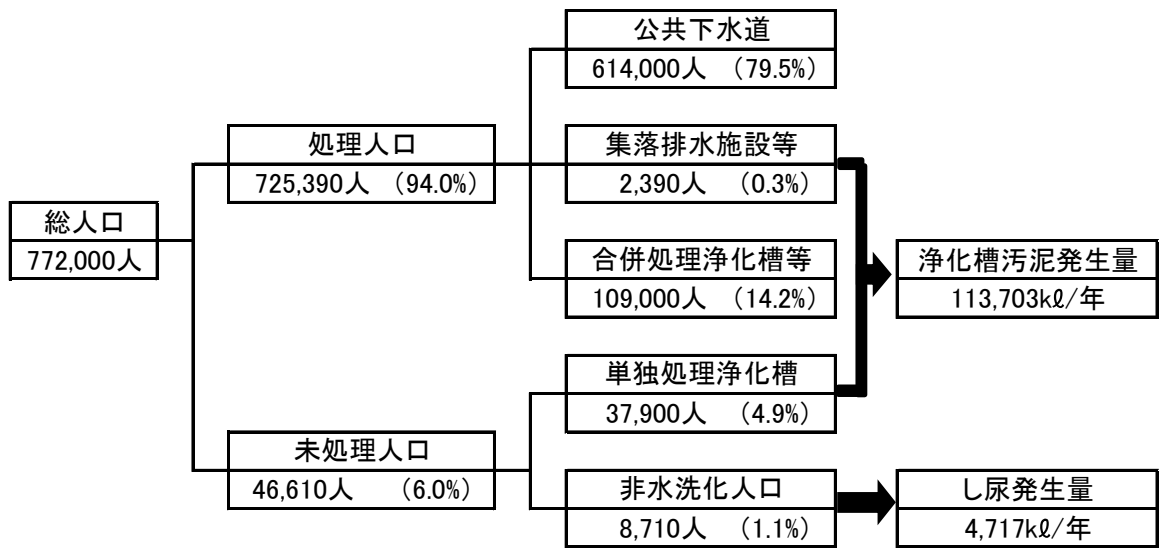 公共下水道
614,000人 （79.5%）
処理人口
725,390人 （94.0%）
集落排水施設等
2,390人 （0.3%）
総人口
772,000人
合併処理浄化槽等
109,000人 （14.2%）
浄化槽汚泥発生量
113,703kℓ/年
単独処理浄化槽
37,900人 （4.9%）
未処理人口
46,610人 （6.0%）
非水洗化人口
8,710人 （1.1%）
し尿発生量
4,717kℓ/年